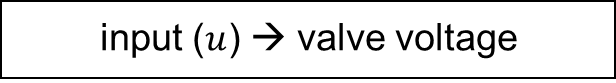 input (𝑢) → valve voltage